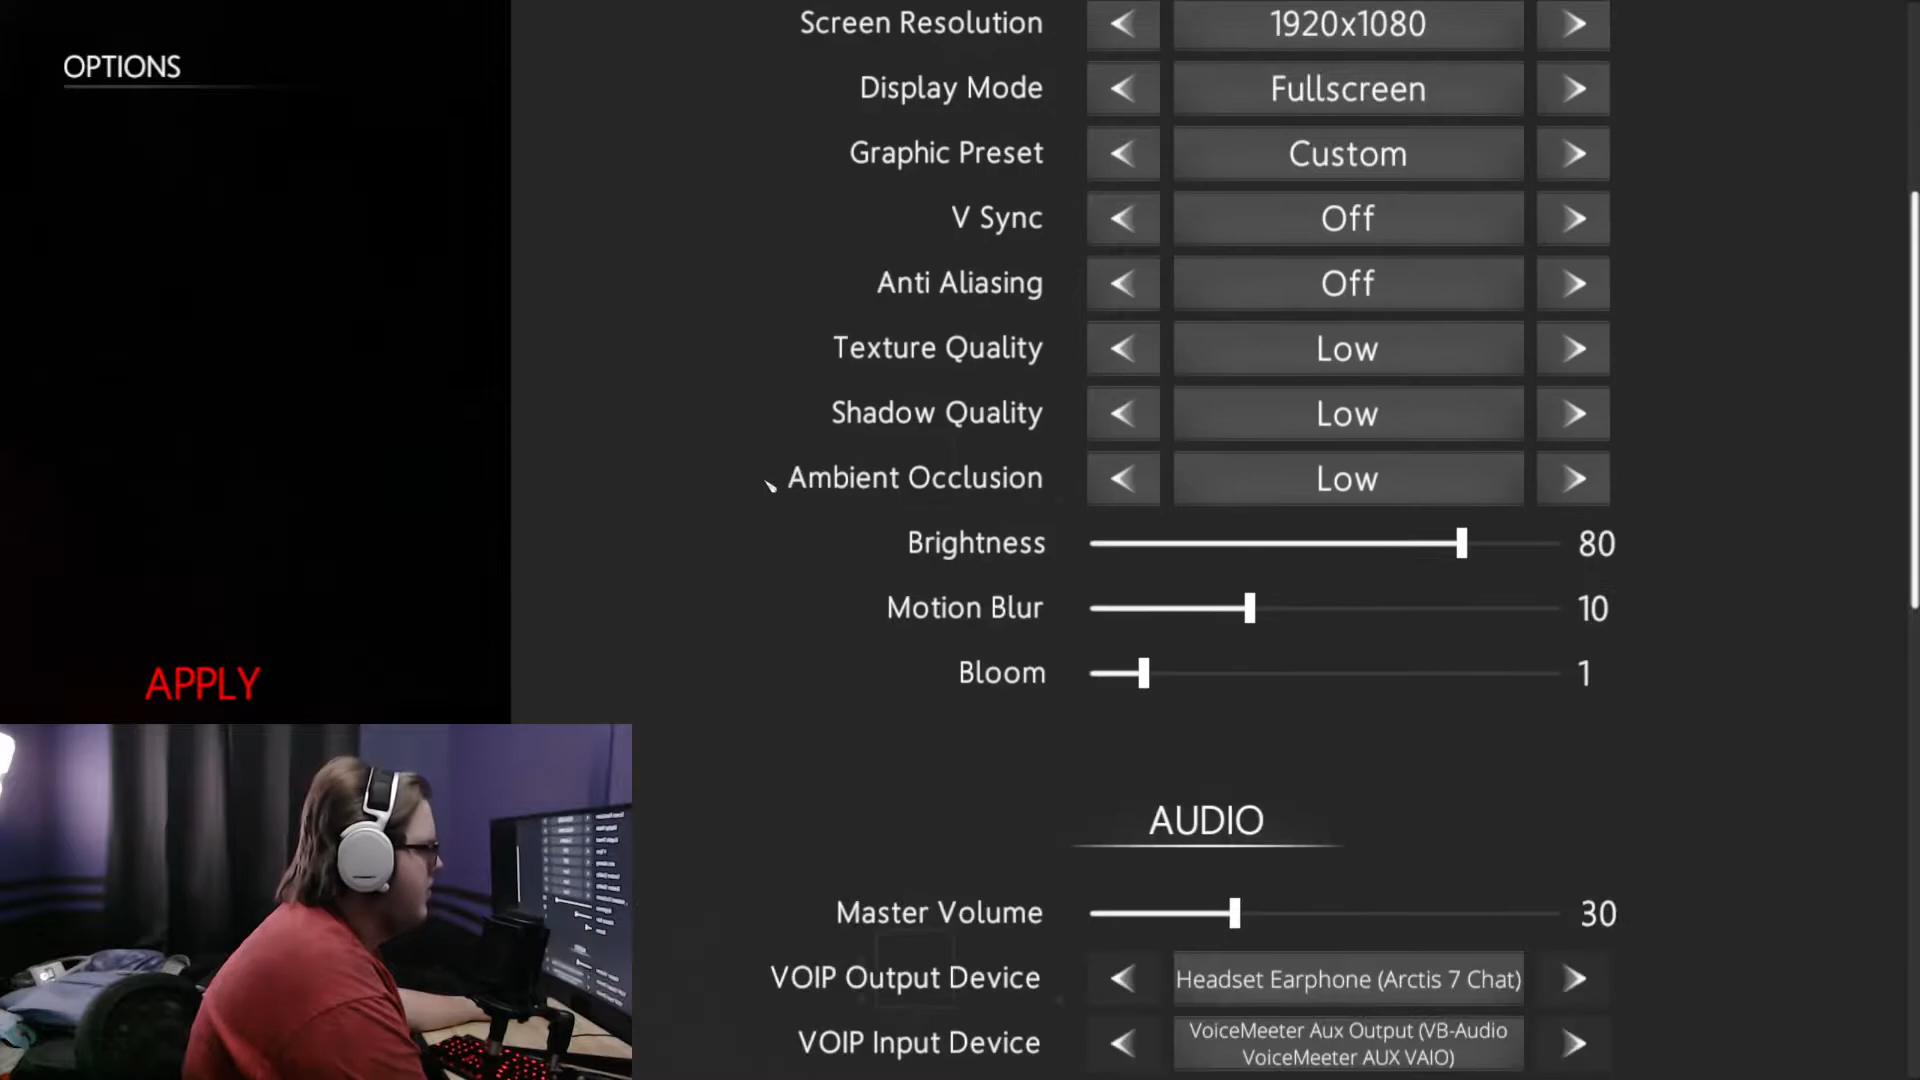 OPTIONS
Screen Resolution 1920x1080
Display Mode Fullscreen
Graphic Preset Custom
V Sync Off
Anti Aliasing Off
Texture Quality Low
Shadow Quality Low
Ambient Occlusion Low
Brightness 80
Motion Blur 10
Bloom 1
APPLY
AUDIO
Master Volume 30
VOIP Output Device Headset Earphone (Arctis 7 Chat)
VOIP Input Device VoiceMeeter Aux Output (VB-Audio
VoiceMeeter AUX VAIO)